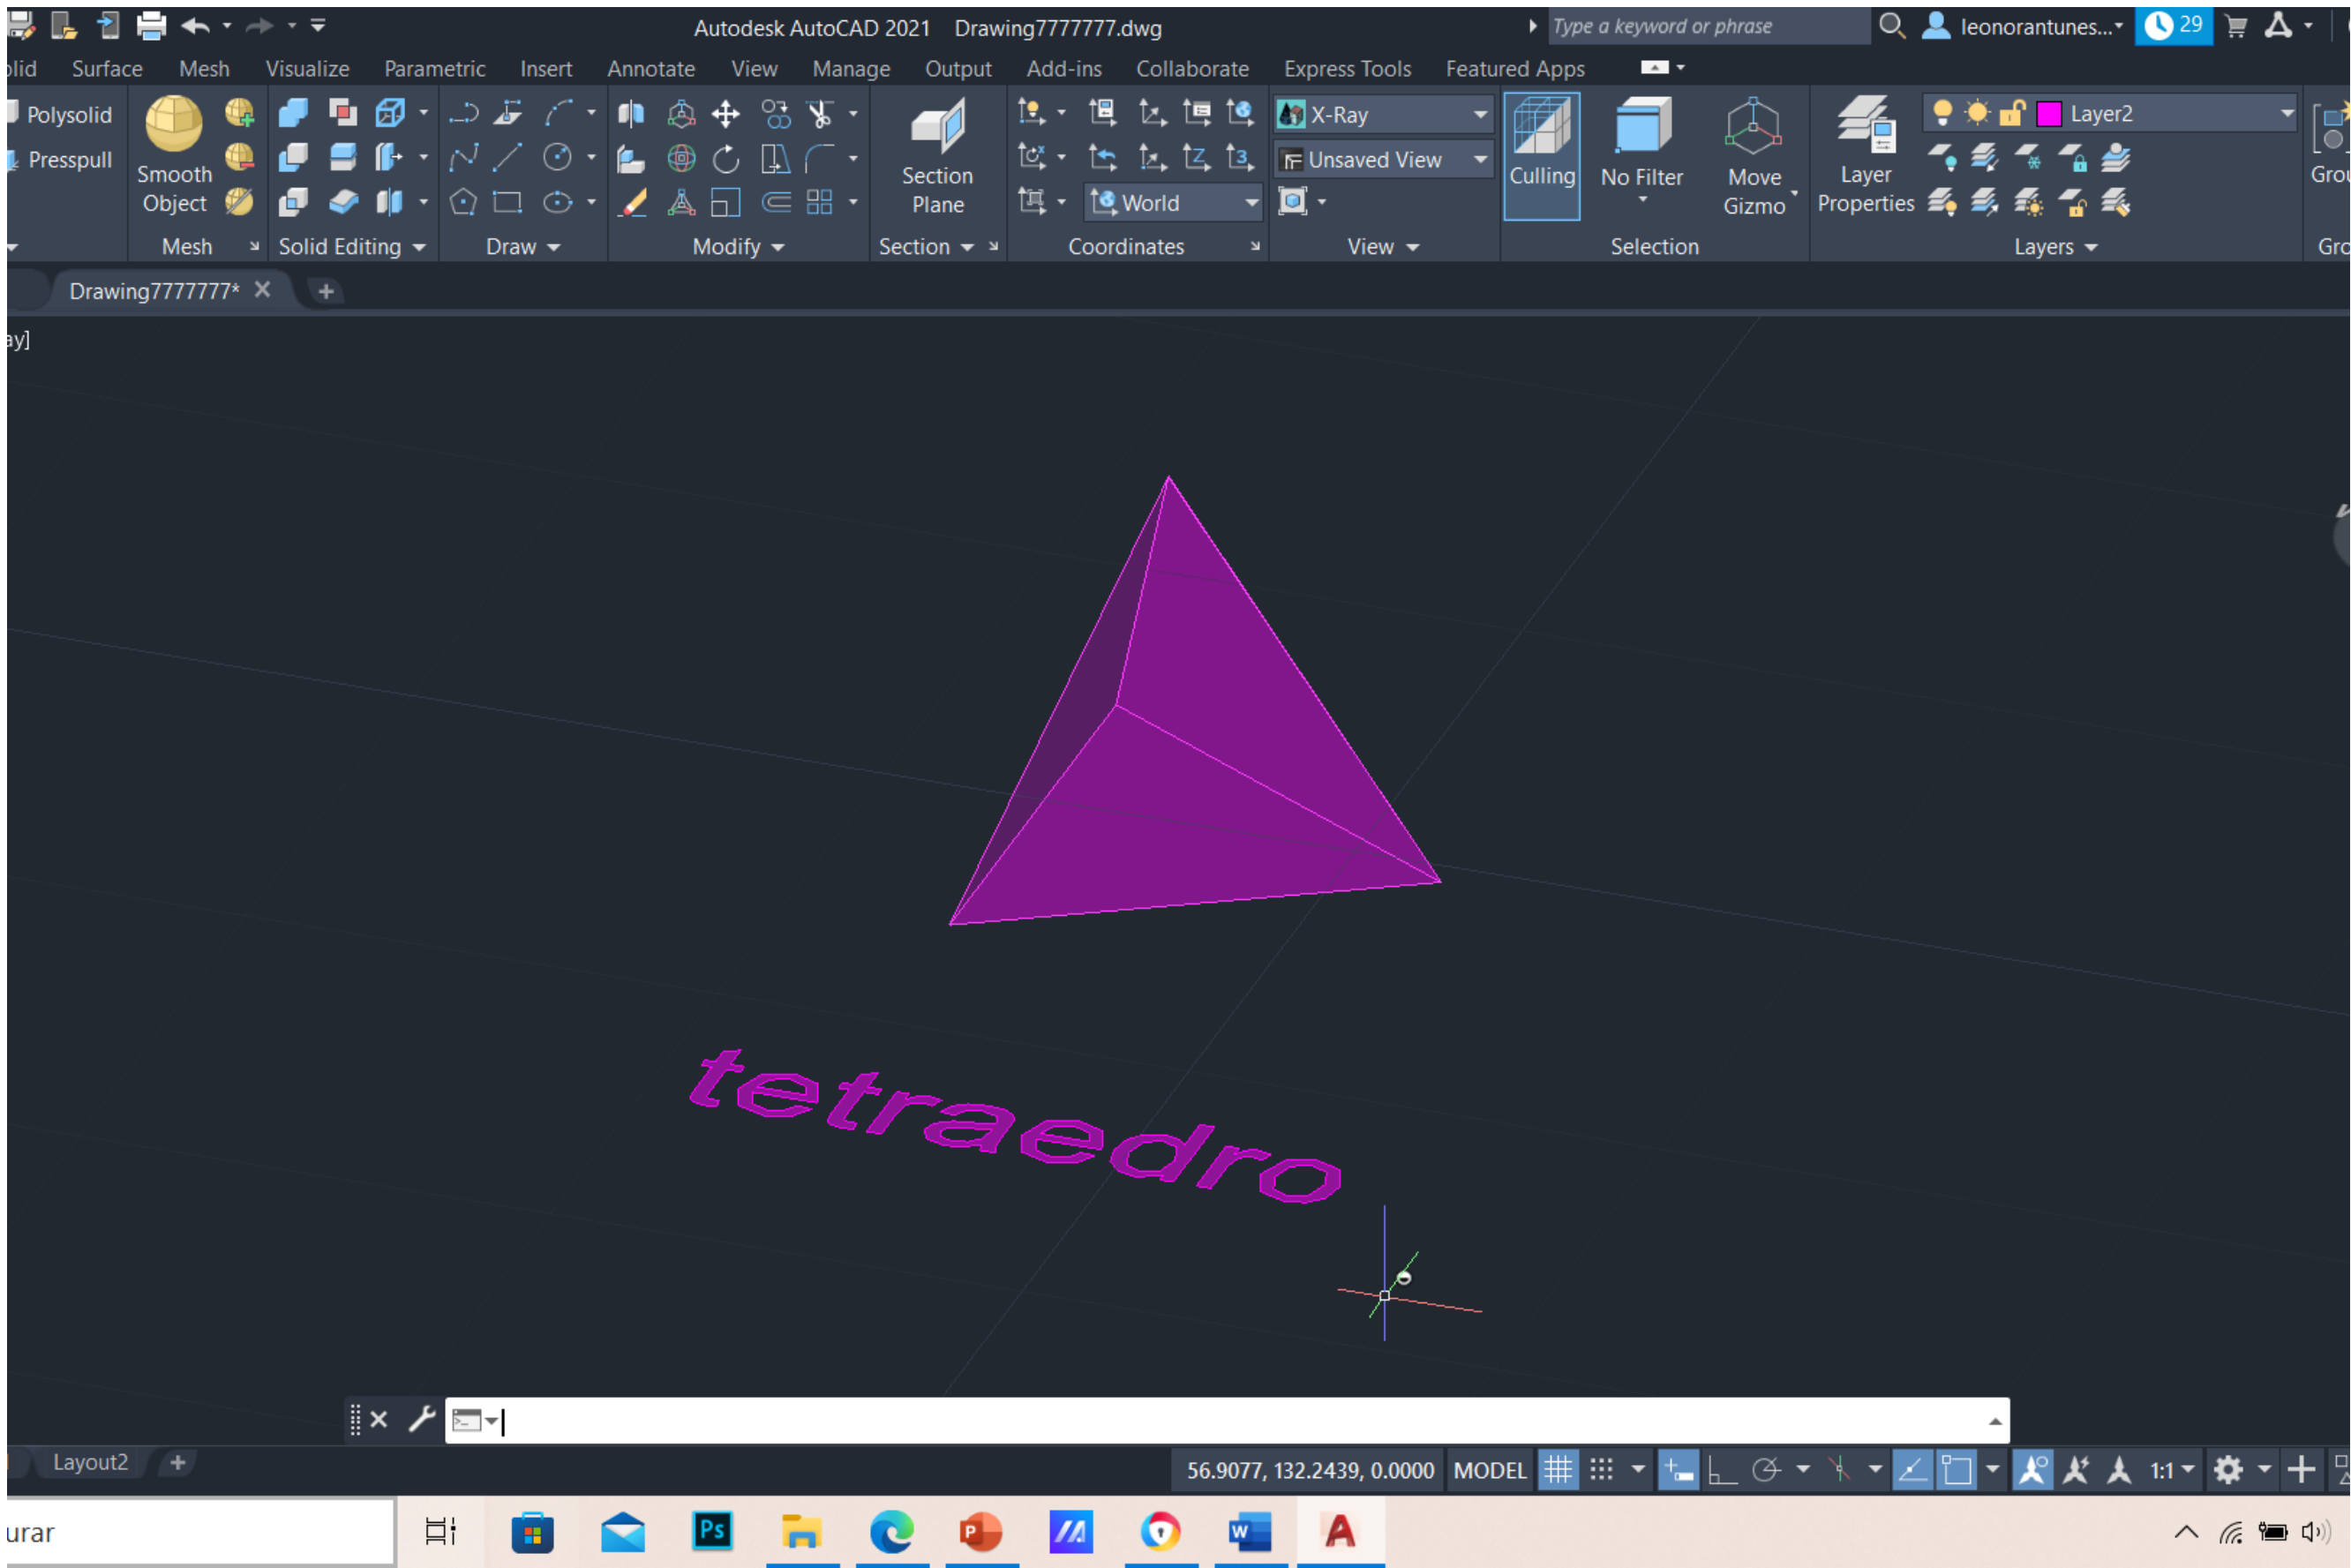 Autodesk AutoCAD 2021 Drawing7777777.dwg
Type a keyword or phrase
leonorantunes...
29
Surface Mesh Visualize Parametric Insert Annotate View Manage Output Add-ins Collaborate Express Tools Featured Apps
Polysolid
Presspull
Smooth
Object
Mesh
Solid Editing
Draw
Modify
Section
Plane
Section
World
Coordinates
X-Ray
Unsaved View
View
Culling
No Filter
Move
Gizmo
Selection
Layer
Properties
Layer2
Layers
Drawing7777777*
ay]
tetraedro
Layout2
56.9077, 132.2439, 0.0000 MODEL
1:1
urar
Ps
P
W
A